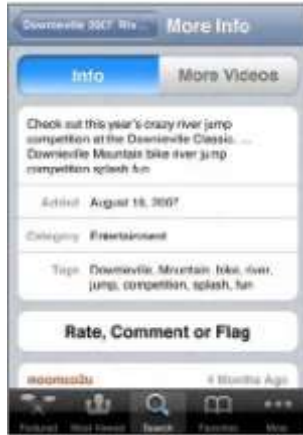 Downieville 2007 Riv...
More Info
Info
More Videos
Check out this year's crazy river jump
competition at the Downieville Classic. ...
Downieville Mountain bike river jump
competition splash fun
Added August 16, 2007
Category Entertainment
Tags Downieville, Mountain, bike, river,
jump, competition, splash, fun
Rate, Comment or Flag
4 Months Ago
Featured
Most Viewed
Search
Favorites
More